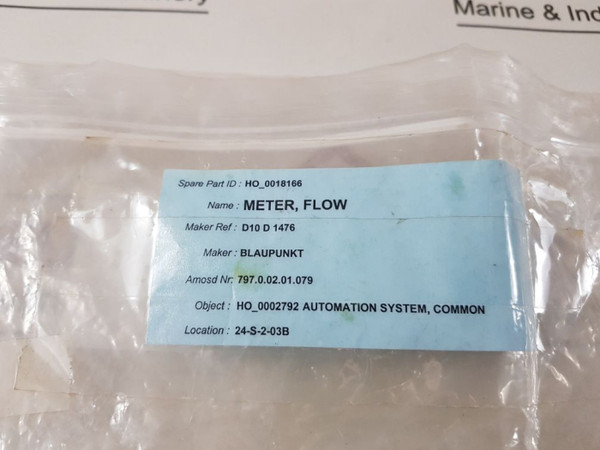 Marine & Ind
Spare Part ID : HO_0018166
Name : METER, FLOW
Maker Ref : D10 D 1476
Maker : BLAUPUNKT
Amosd Nr: 797.0.02.01.079
Object : HO_0002792 AUTOMATION SYSTEM, COMMON
Location : 24-S-2-03B